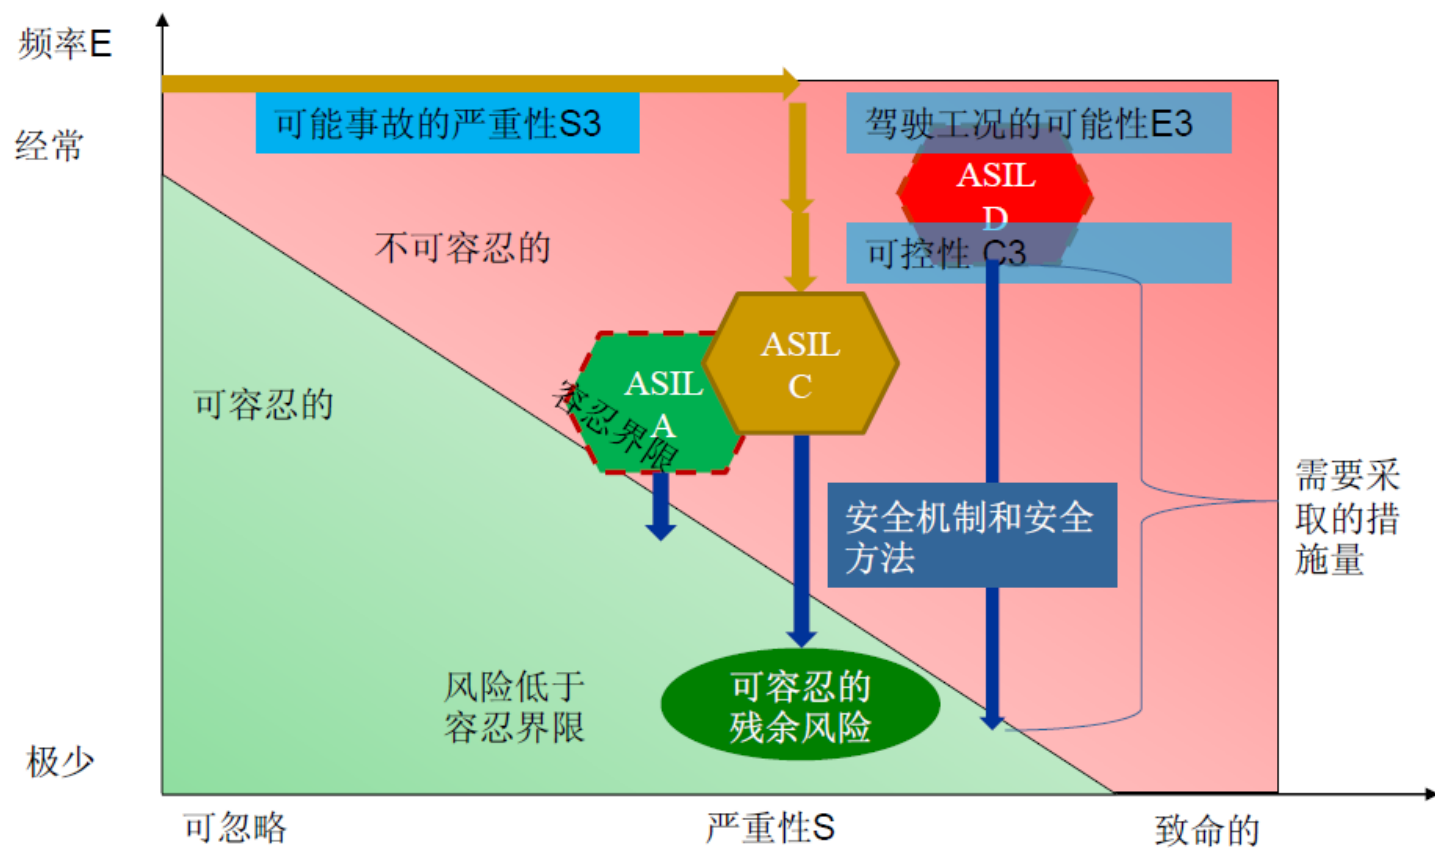 频率E
可能事故的严重性S3
驾驶工况的可能性E3
经常
ASIL
D
不可容忍的
可控性 C3
ASIL
C
ASIL
A
可容忍的
容忍界限
需要采
取的措
施量
安全机制和安全
方法
风险低于
容忍界限
可容忍的
残余风险
极少
可忽略
严重性S
致命的